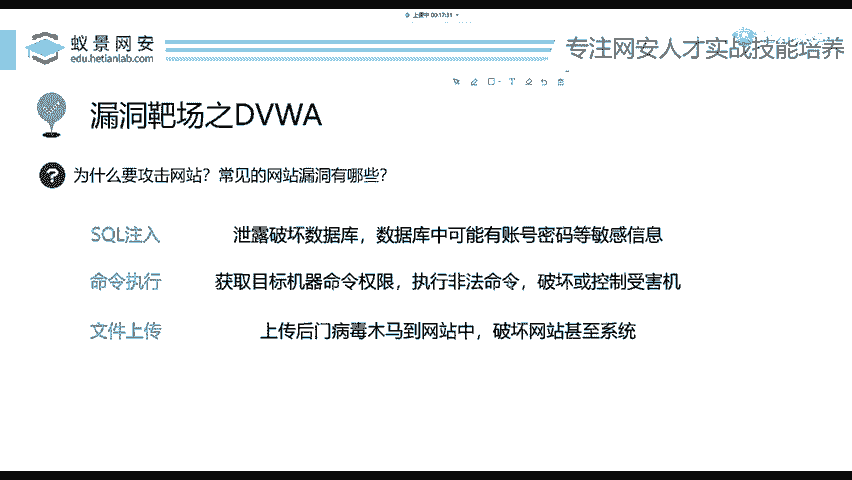 上课中 00:17:31
蚁景网安
edu.hetianlab.com
专注网安人才实战技能培养
漏洞靶场之DVWA
? 为什么要攻击网站？常见的网站漏洞有哪些？
SQL注入 泄露破坏数据库，数据库中可能有账号密码等敏感信息
命令执行 获取目标机器命令权限，执行非法命令，破坏或控制受害机
文件上传 上传后门病毒木马到网站中，破坏网站甚至系统